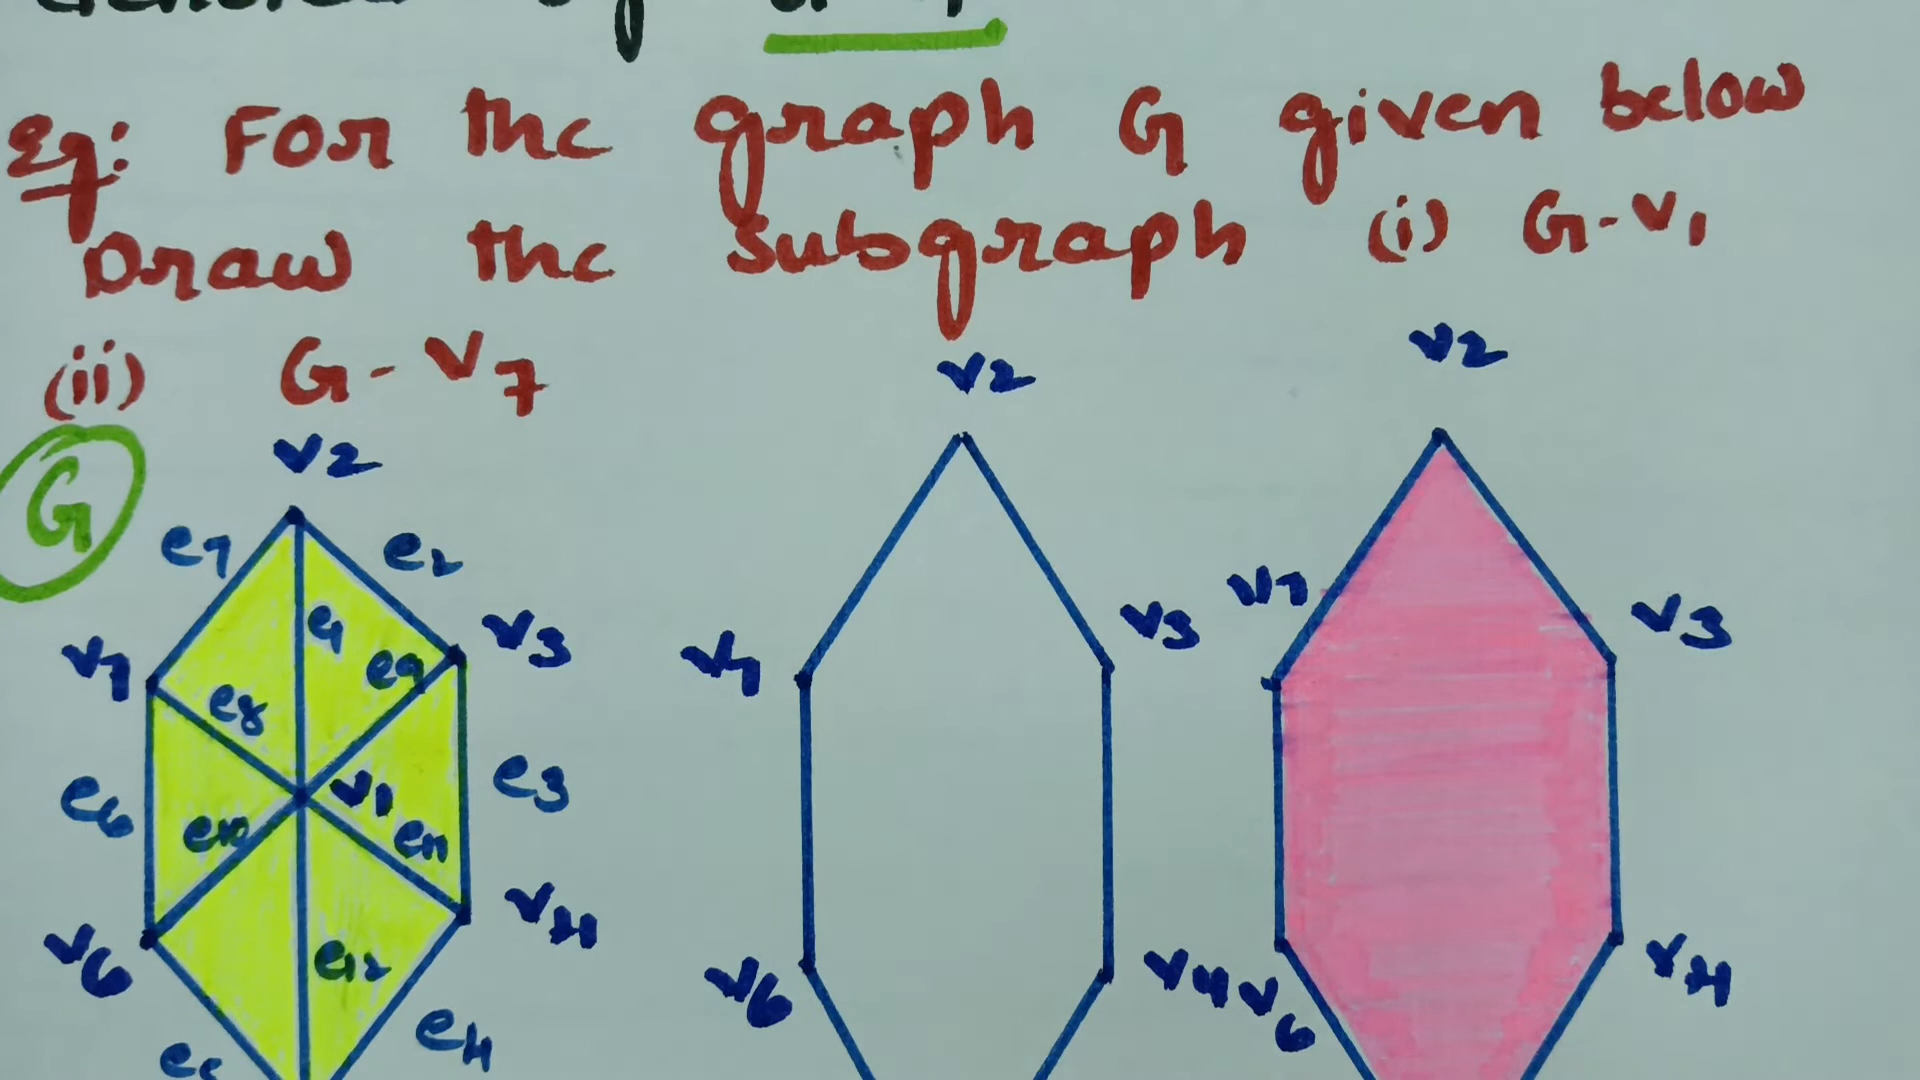 Eg: For the graph G given below
Draw the subgraph (i) G-v1
(ii) G-v7
G
v2
v2
v2
e7
e2
e1
e9
v3
v7
e8
v7
v3
v7
v3
e6
v1
e3
e10
e11
v6
v4
e12
e4
v6
v4
v6
v4